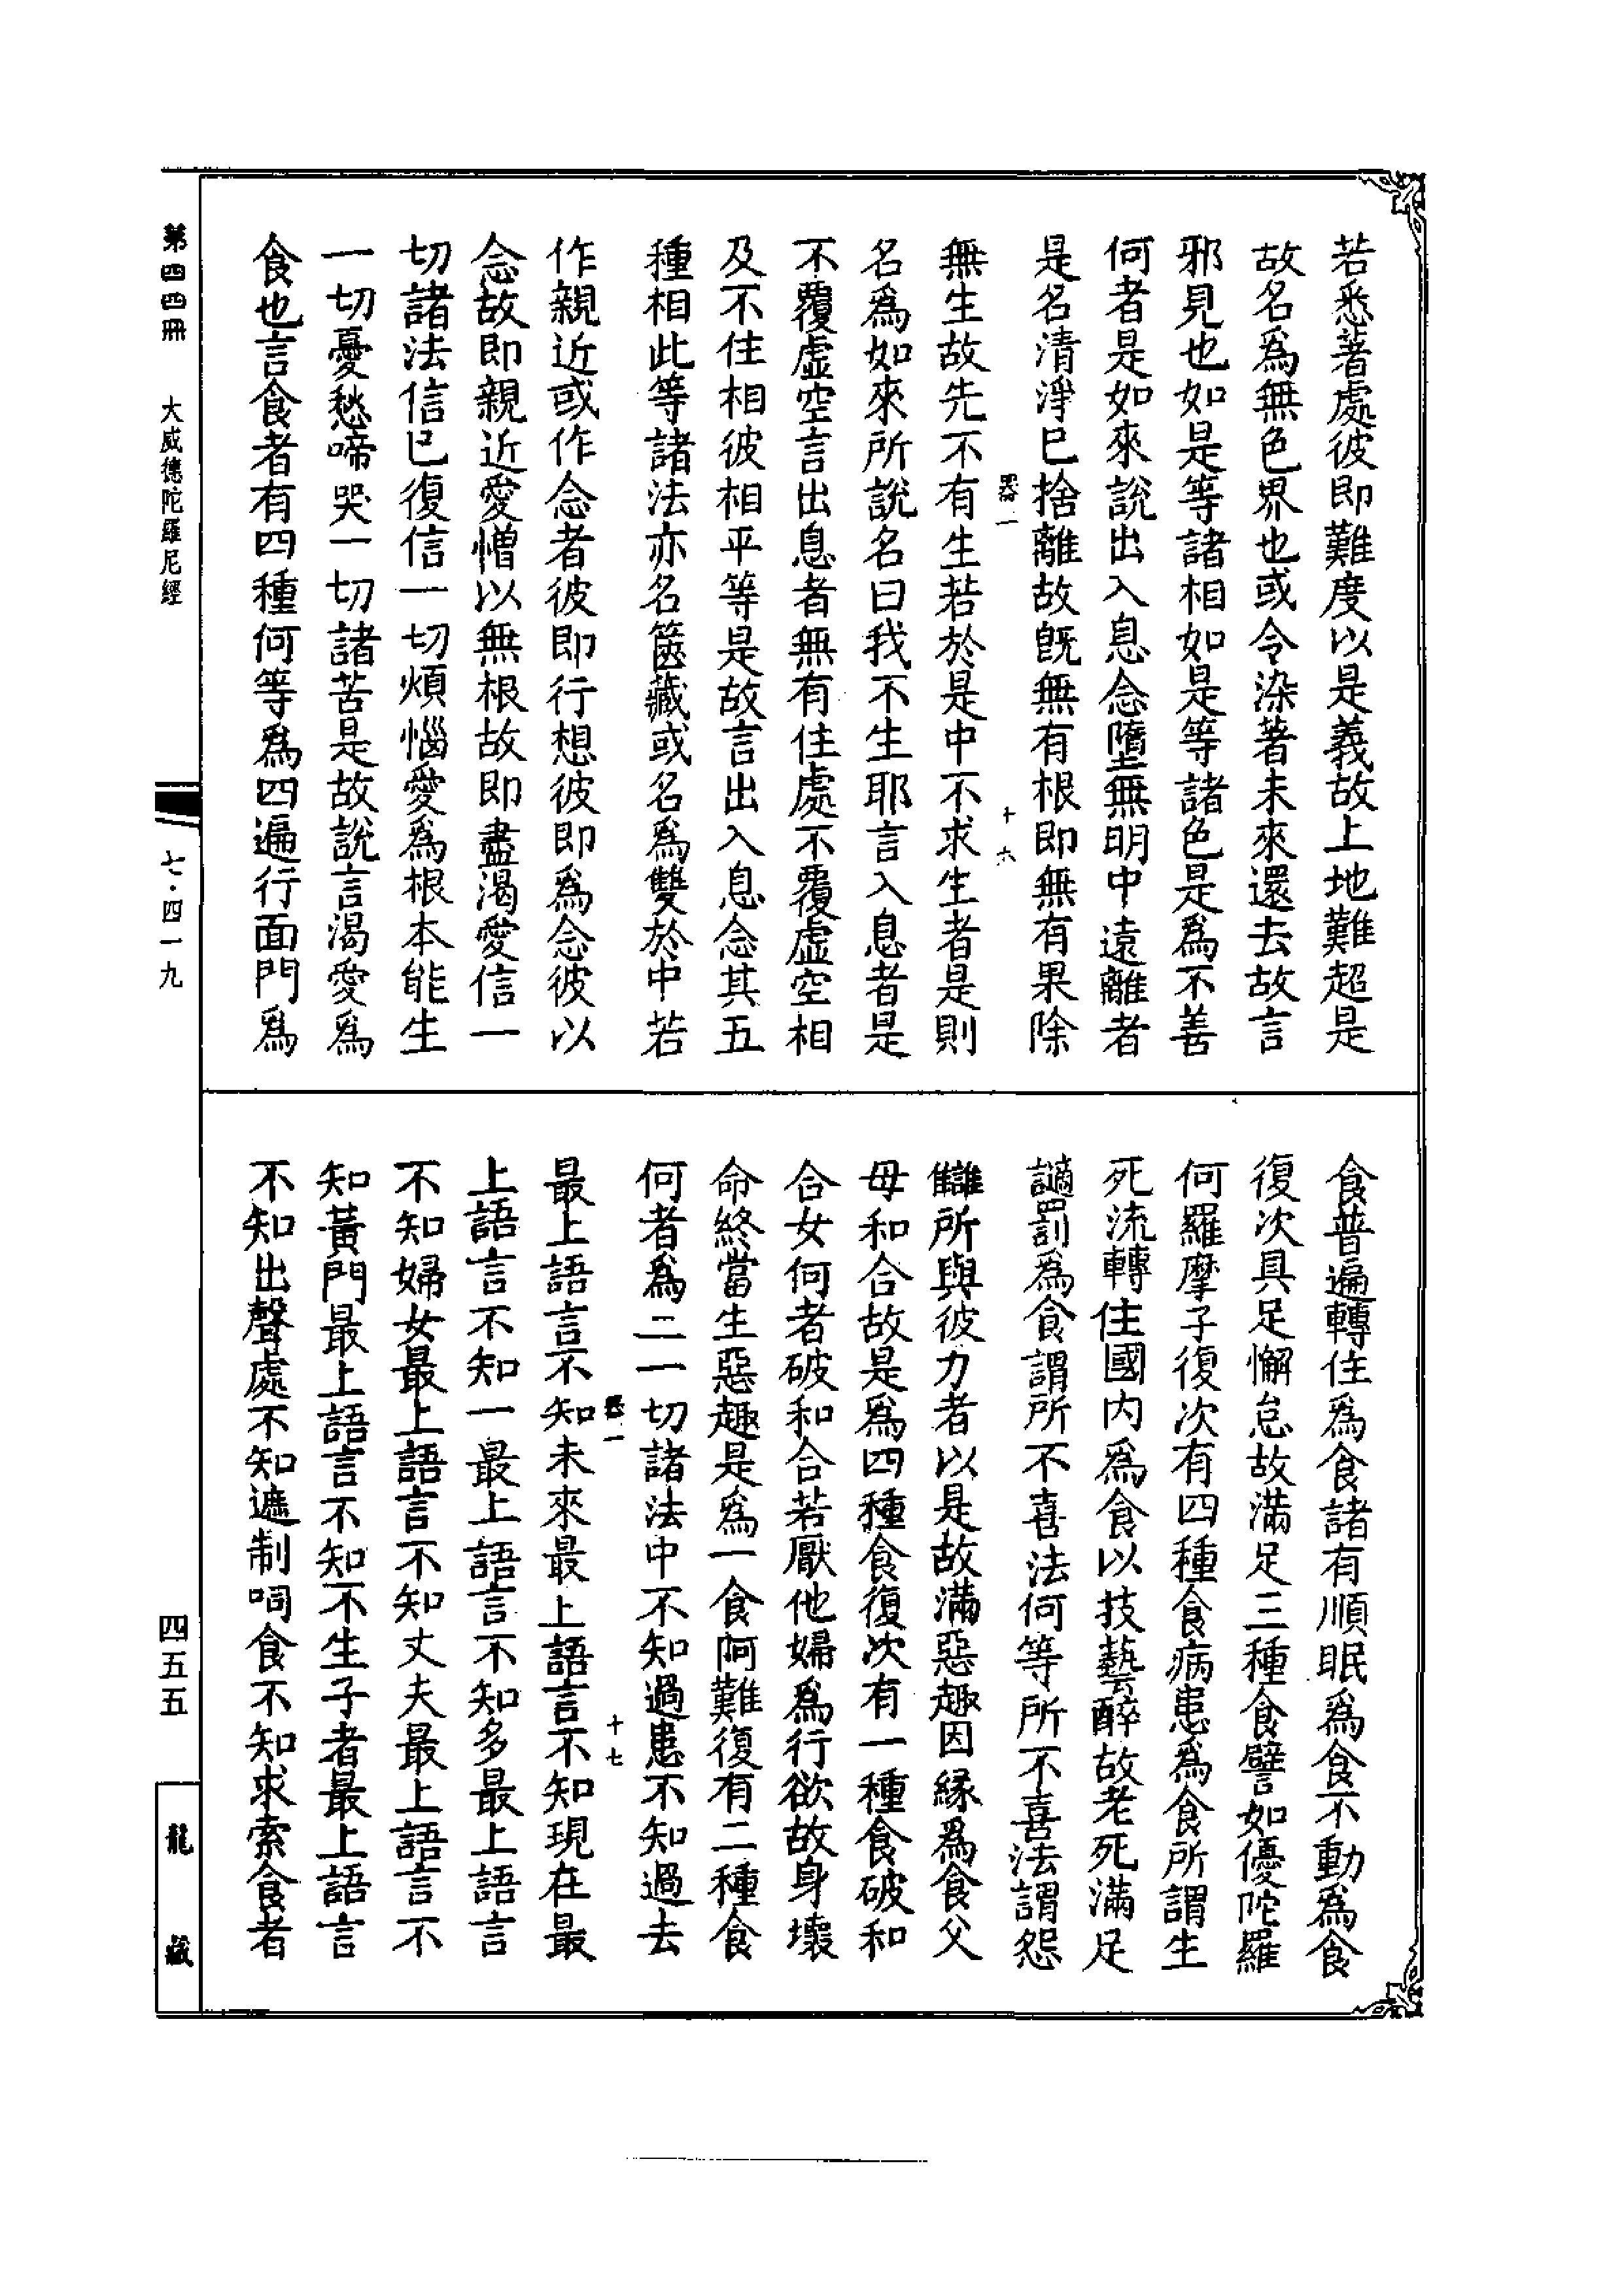 若悉著處彼即難度以是義故上地難超是
故名爲無色界也或令染著未來還去故言
邪見也如是等諸相如是等諸色是爲不善
何者是如來說出入息念墮無明中遠離者
是名清淨巳捨離故旣無有根即無有果除
器一
十六
無生故先不有生若於是中不求生者是則
名爲如來所說名曰我不生耶言入息者是
不覆虛空言出息者無有住處不覆虛空相
及不住相彼相平等是故言出入息念其五
種相此等諸法亦名篋藏或名爲雙於中若
作親近或作念者彼即行想彼即爲念彼以
念故即親近愛憎以無根故即盡渴愛信一
切諸法信巳復信一切煩惱愛爲根本能生
一切憂愁啼哭一切諸苦是故說言渴愛爲
食也言食者有四種何等爲四遍行面門爲
食普遍轉住爲食諸有順眠爲食不動爲食
復次具足懈怠故滿足三種食譬如優陀羅
何羅摩子復次有四種食病患爲食所謂生
死流轉住國內爲食以技藝醉故老死滿足
讁罰爲食謂所不喜法何等所不喜法謂怨
讎所與彼力者以是故滿惡趣因緣爲食父
母和合故是爲四種食復次有一種食破和
合女何者破和合若厭他婦爲行欲故身壞
命終當生惡趣是爲一食阿難復有二種食
何者爲二一切諸法中不知過患不知過去
器一
十七
最上語言不知未來最上語言不知現在最
上語言不知一最上語言不知多最上語言
不知婦女最上語言不知丈夫最上語言不
知黃門最上語言不知不生子者最上語言
不知出聲處不知遮制呞食不知求索食者
第四四冊
大威德陀羅尼經
七·四一九
四五五
龍藏